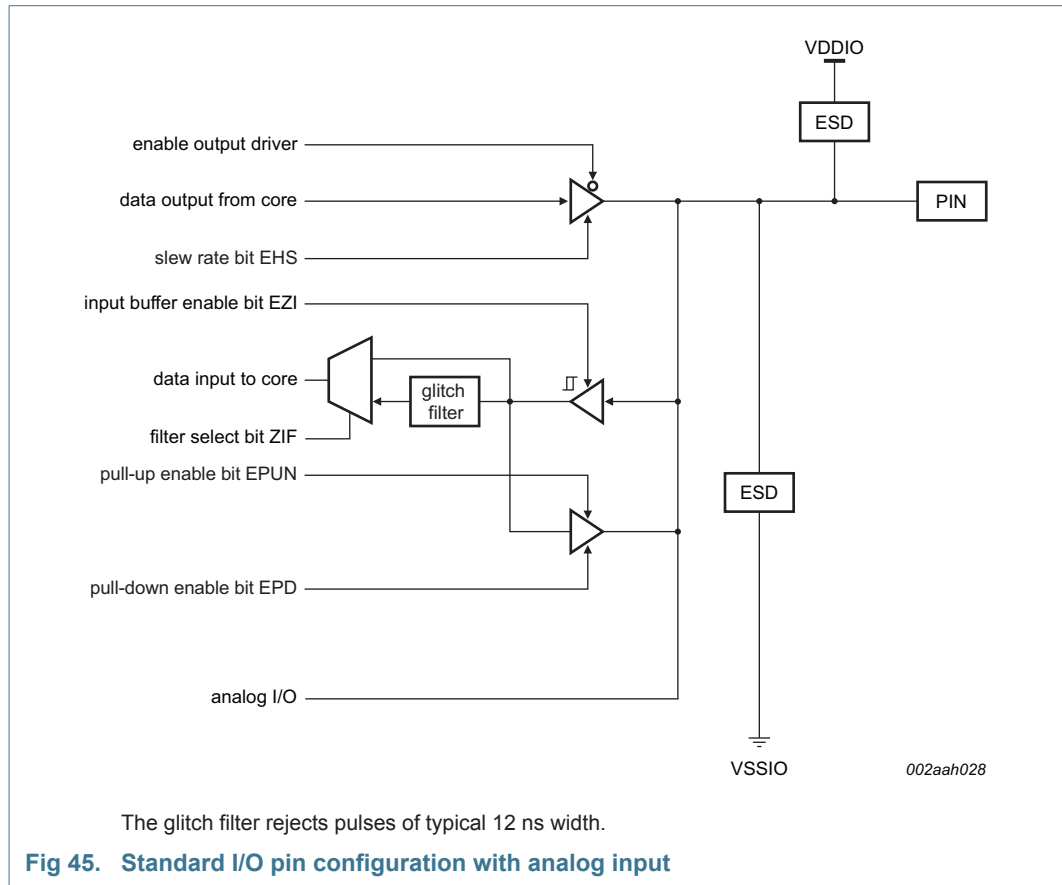 VDDIO
ESD
enable output driver
data output from core
PIN
slew rate bit EHS
input buffer enable bit EZI
data input to core
glitch
filter
filter select bit ZIF
pull-up enable bit EPUN
ESD
pull-down enable bit EPD
analog I/O
VSSIO
002aah028
The glitch filter rejects pulses of typical 12 ns width.
Fig 45. Standard I/O pin configuration with analog input